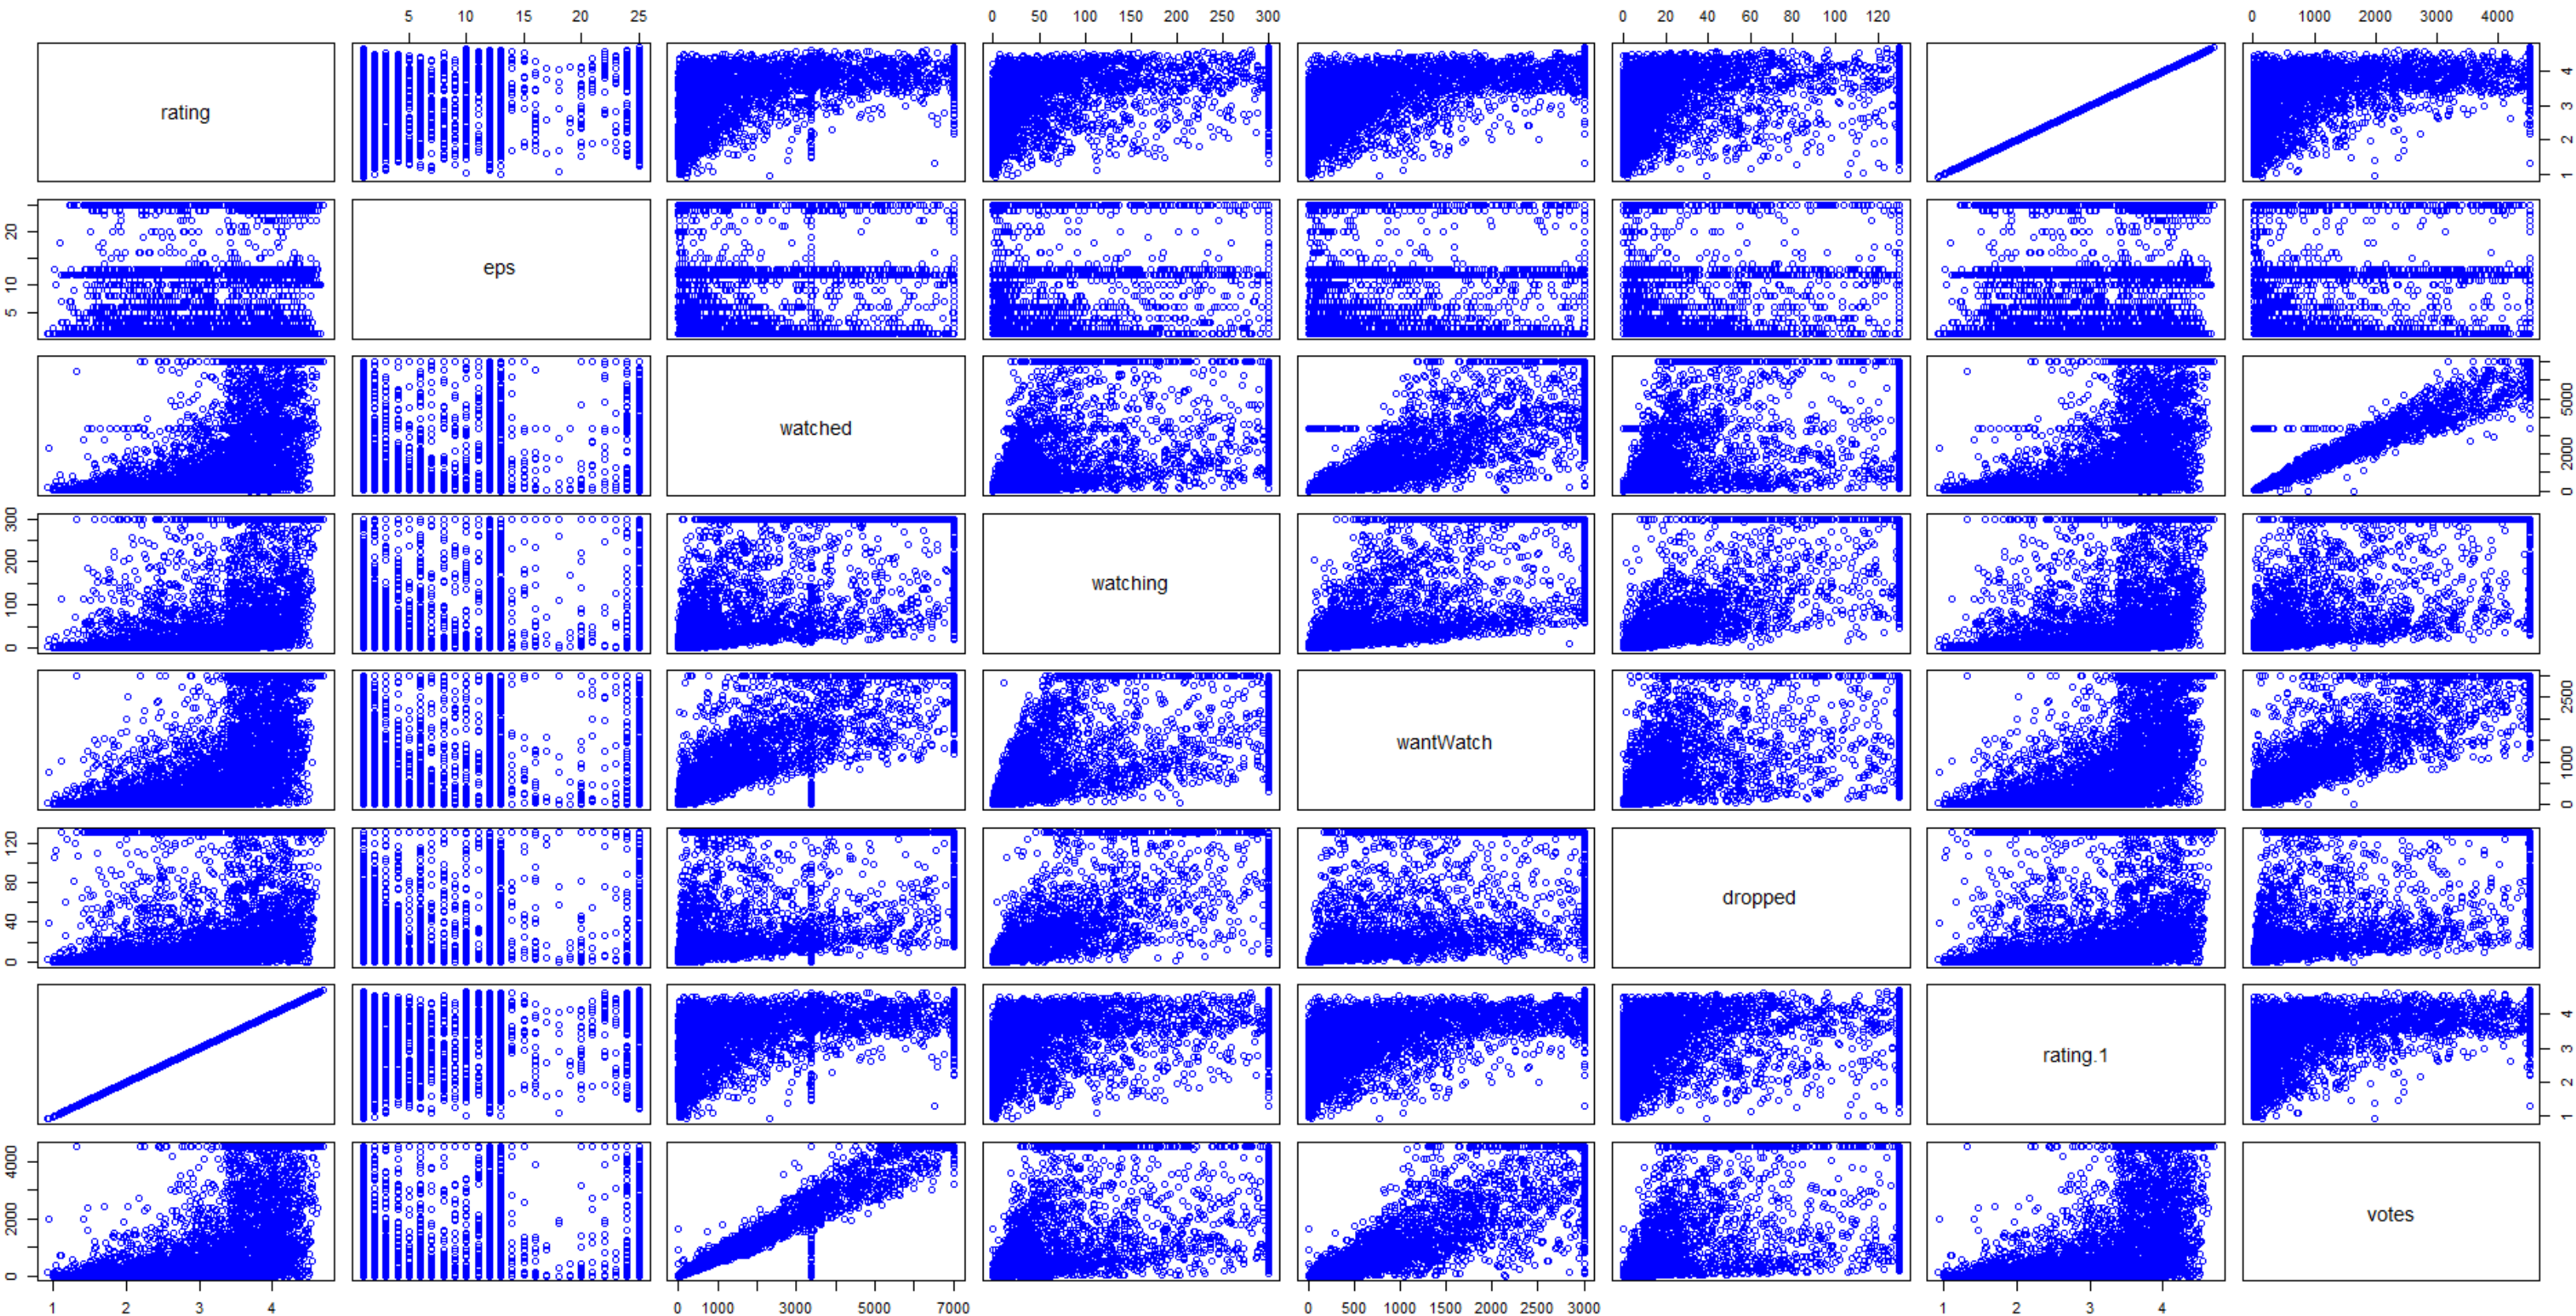 5 10 15 20 25 0 50 100 150 200 250 300 0 20 40 60 80 100 120 0 1000 2000 3000 4000
rating 1 2 3 4
5 10 20 eps
watched 0 2000 5000
0 100 200 300 watching
wantWatch 0 1000 2500
0 40 80 120 dropped
rating.1 1 2 3 4
0 2000 4000 votes
1 2 3 4 0 1000 3000 5000 7000 0 500 1000 1500 2000 3000 1 2 3 4